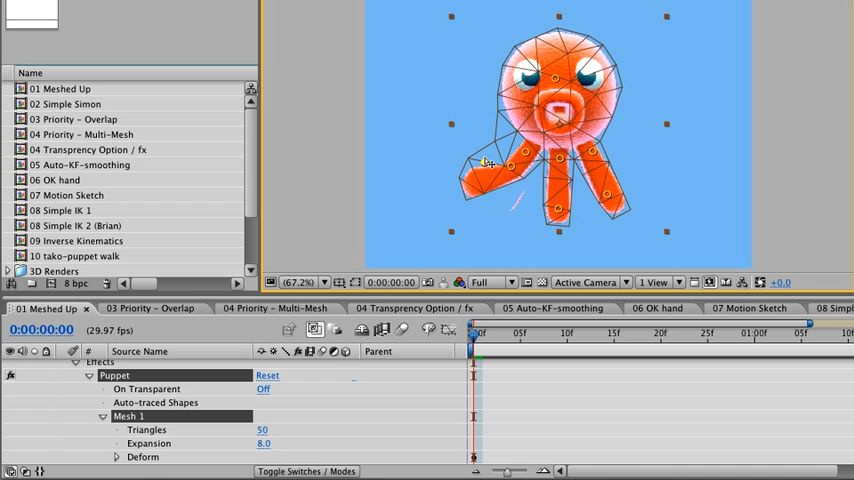 Name
01 Meshed Up
02 Simple Simon
03 Priority - Overlap
04 Priority - Multi-Mesh
04 Transparency Option / fx
05 Auto-KF-smoothing
06 OK hand
07 Motion Sketch
08 Simple IK 1
08 Simple IK 2 (Brian)
09 Inverse Kinematics
10 tako-puppet walk
3D Renders
8 bpc
(67.2%) 0:00:00:00 Full Active Camera 1 View +0.0
01 Meshed Up × 03 Priority - Overlap 04 Priority - Multi-Mesh 04 Transprency Option / fx 05 Auto-KF-smoothing 06 OK hand 07 Motion Sketch 08 Simpl
0:00:00:00 (29.97 fps)
00f 05f 10f 15f 20f 25f 01:00f 05f 10f
# Source Name Parent
Effects
Puppet Reset
On Transparent Off
Auto-traced Shapes
Mesh 1
Triangles 50
Expansion 8.0
Deform
Toggle Switches / Modes